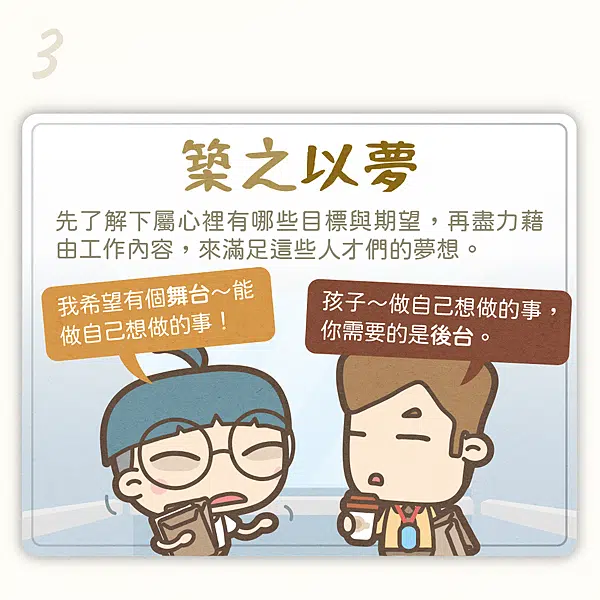 3
築之以夢
先了解下屬心裡有哪些目標與期望，再盡力藉
由工作內容，來滿足這些人才們的夢想。
我希望有個舞台～能
做自己想做的事！
孩子～做自己想做的事，
你需要的是後台。